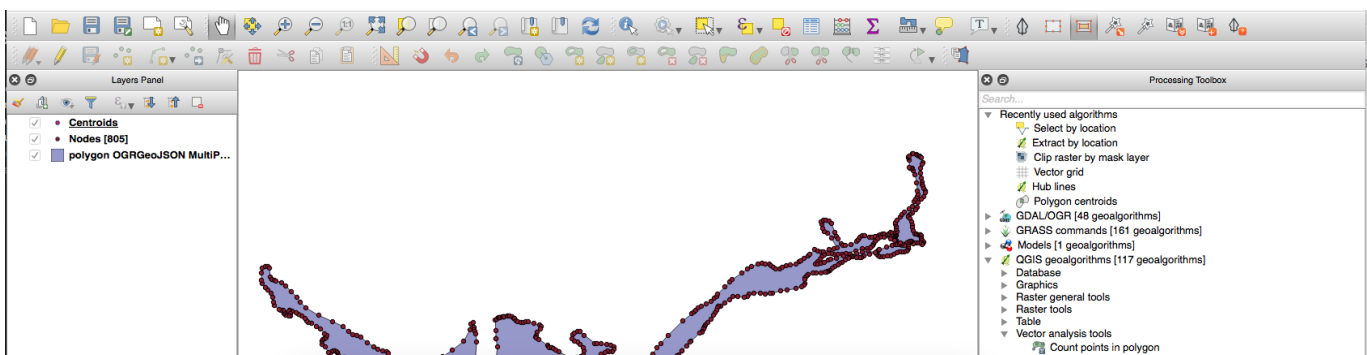 Layers Panel
Centroids
Nodes [805]
polygon OGRGeoJSON MultiP...
Processing Toolbox
Search...
Recently used algorithms
Select by location
Extract by location
Clip raster by mask layer
Vector grid
Hub lines
Polygon centroids
GDAL/OGR [48 geoalgorithms]
GRASS commands [161 geoalgorithms]
Models [1 geoalgorithms]
QGIS geoalgorithms [117 geoalgorithms]
Database
Graphics
Raster general tools
Raster tools
Table
Vector analysis tools
Count points in polygon